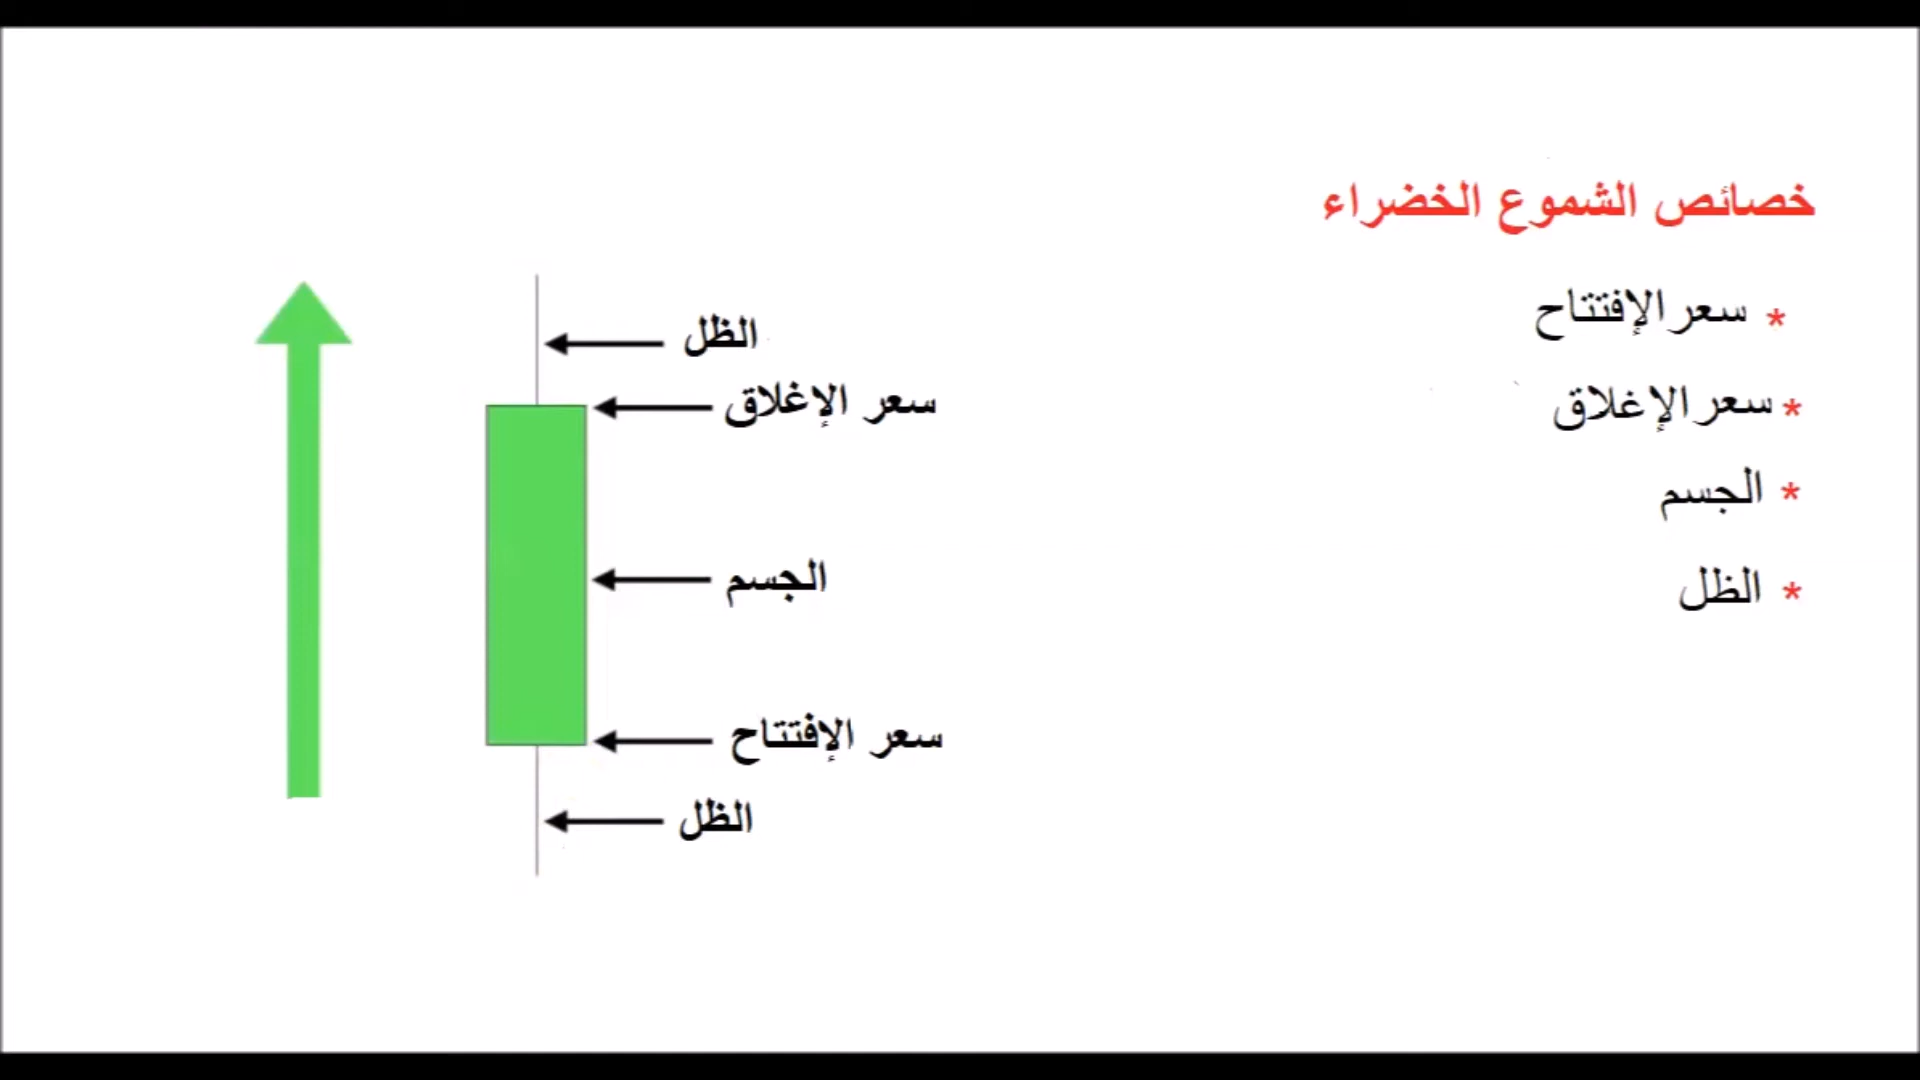 خصائص الشموع الخضراء
* سعر الإفتتاح
* سعر الإغلاق
* الجسم
* الظل
الظل
سعر الإغلاق
الجسم
سعر الإفتتاح
الظل